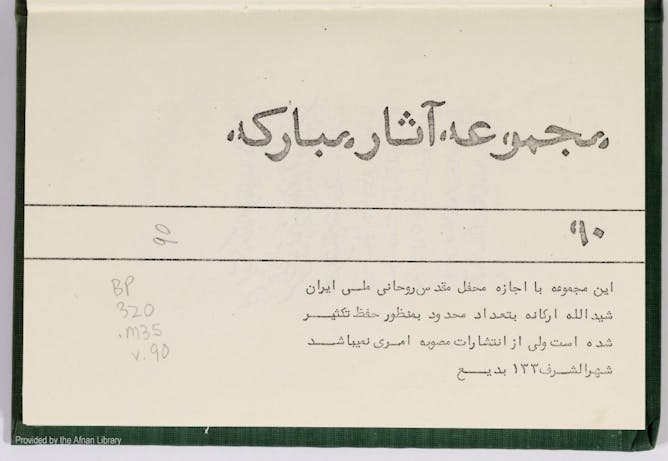 مجموعه آثار مبارکه
۹۰
90
این مجموعه با اجازه محفل مقدس روحانی ملی ایران
شیدالله ارکانه بتعداد محدود بمنظور حفظ تکثیر
شده است ولی از انتشارات مصوبه امری نمیباشد
شهرالشرف ۱۳۳ بدیع
BP
320
.M35
v.90
Provided by the Afnan Library